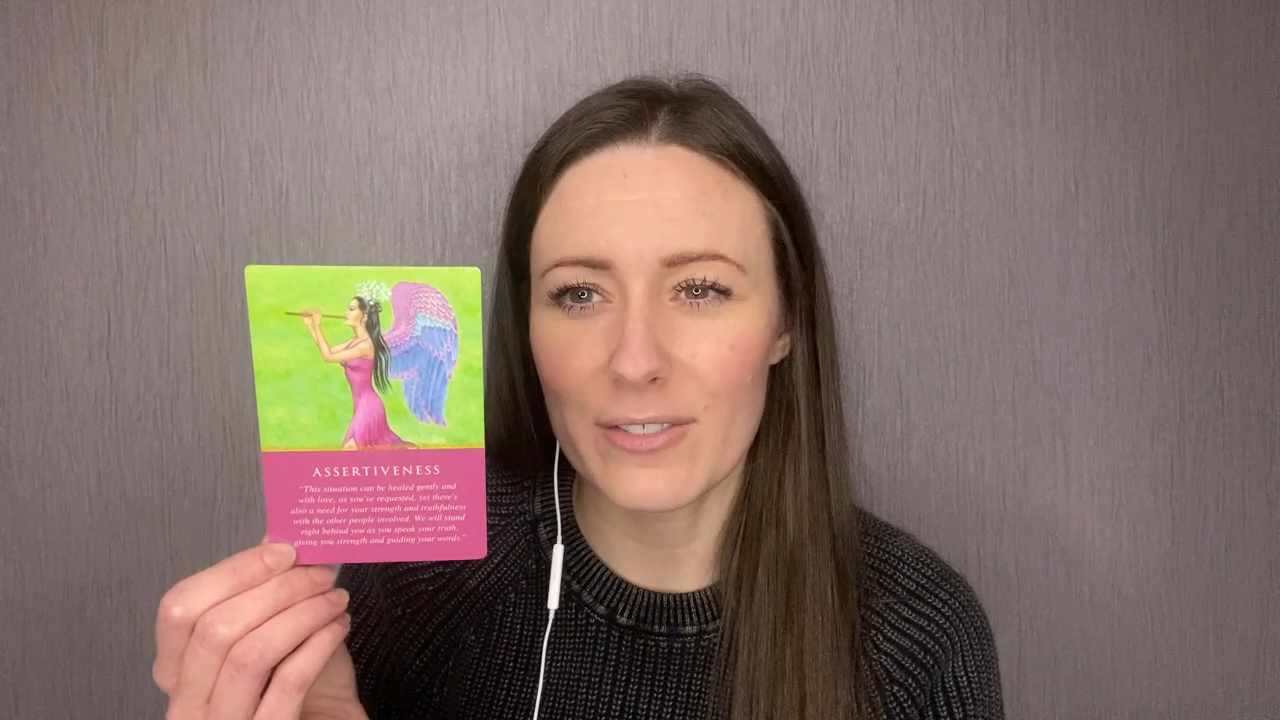 ASSERTIVENESS
"This situation can be healed gently and
with love, as you've requested, yet there's
also a need for your strength and truthfulness
with the other people involved. We will stand
right behind you as you speak your truth,
giving you strength and guiding your words."